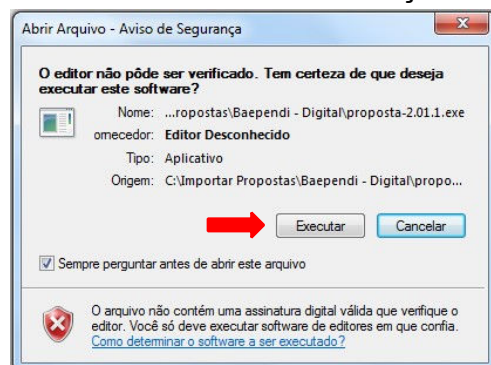 Abrir Arquivo - Aviso de Segurança
O editor não pôde ser verificado. Tem certeza de que deseja
executar este software?
Nome: ...ropostas\Baependi - Digital\proposta-2.01.1.exe
ornecedor: Editor Desconhecido
Tipo: Aplicativo
Origem: C:\Importar Propostas\Baependi - Digital\propo...
Executar Cancelar
Sempre perguntar antes de abrir este arquivo
O arquivo não contém uma assinatura digital válida que verifique o
editor. Você só deve executar software de editores em que confia.
Como determinar o software a ser executado?